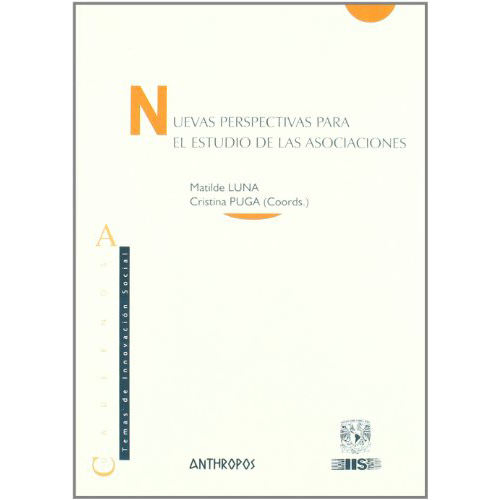 NUEVAS PERSPECTIVAS PARA
EL ESTUDIO DE LAS ASOCIACIONES
Matilde LUNA
Cristina PUGA (Coords.)
CUADERNOS A
Temas de Innovación Social
ANTHROPOS
IIS